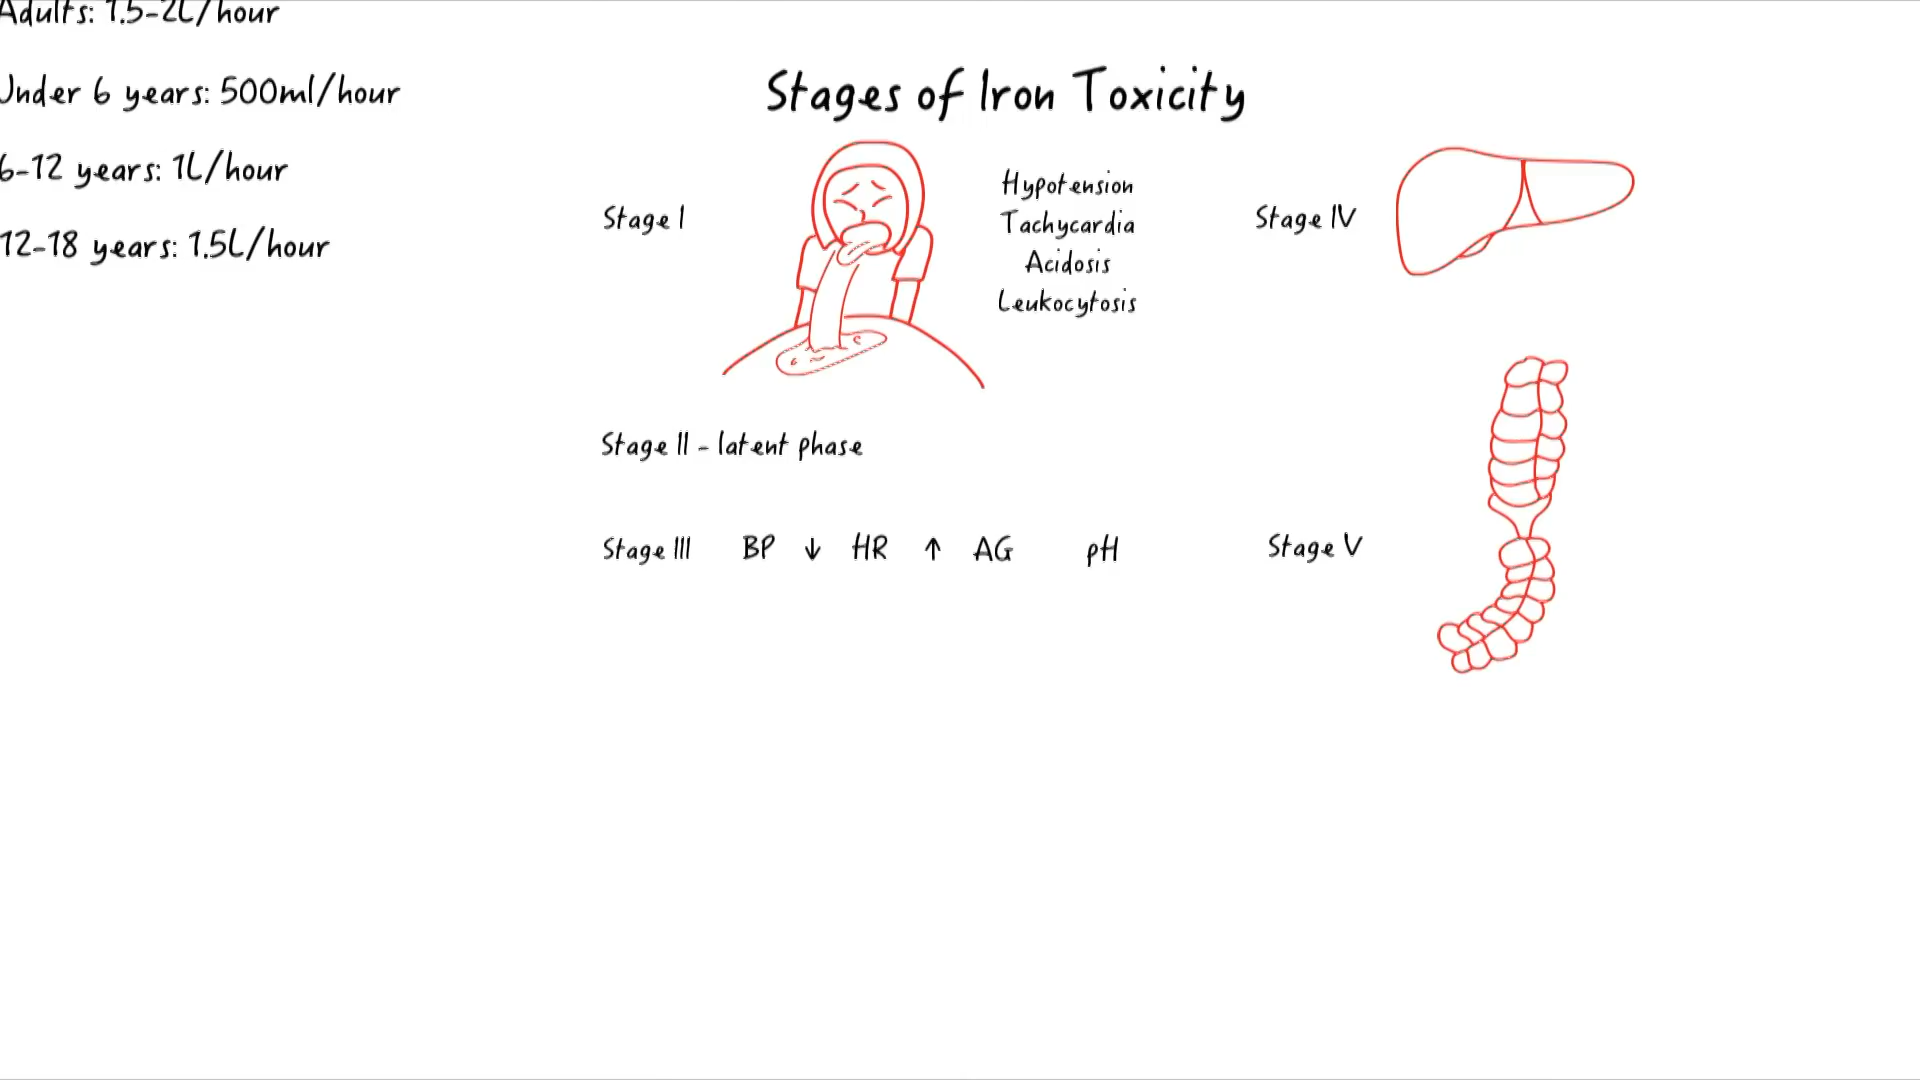 Adults: 1.5-2L/hour
Under 6 years: 500ml/hour
6-12 years: 1L/hour
12-18 years: 1.5L/hour
Stages of Iron Toxicity
Stage I
Hypotension
Tachycardia
Acidosis
Leukocytosis
Stage II - latent phase
Stage III BP ↓ HR ↑ AG pH
Stage IV
Stage V